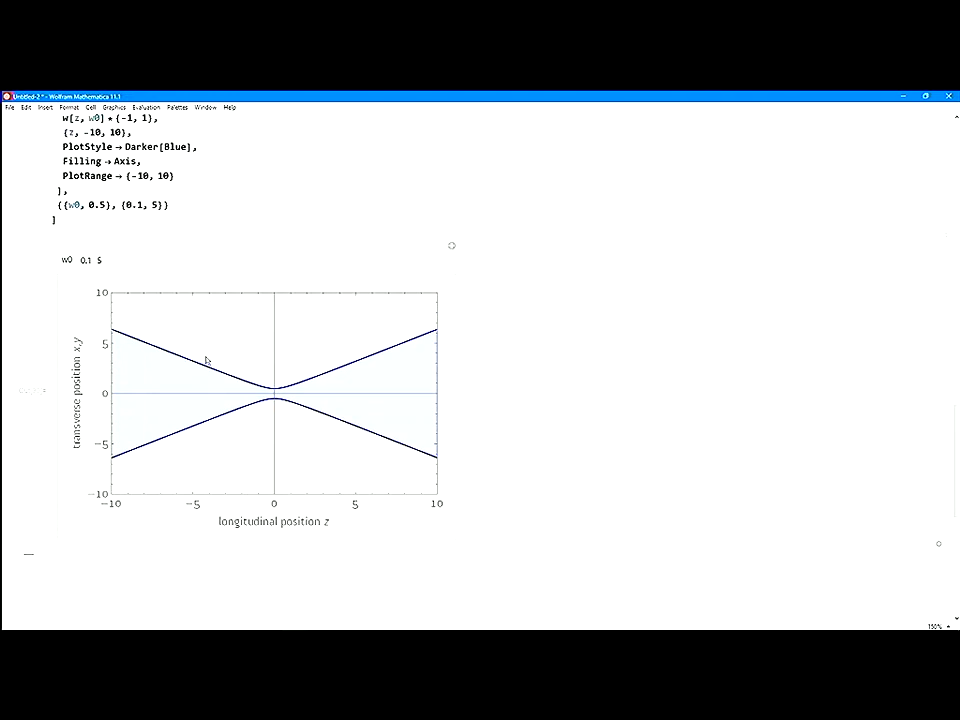 Untitled-2 * - Wolfram Mathematica 11.1
File Edit Insert Format Cell Graphics Evaluation Palettes Window Help
w[z, w0] * {-1, 1},
{z, -10, 10},
PlotStyle → Darker[Blue],
Filling → Axis,
PlotRange → {-10, 10}
],
{{w0, 0.5}, {0.1, 5}}
]
w0 0.1 5
10
5
0
-5
-10
transverse position x,y
-10 -5 0 5 10
longitudinal position z
150%